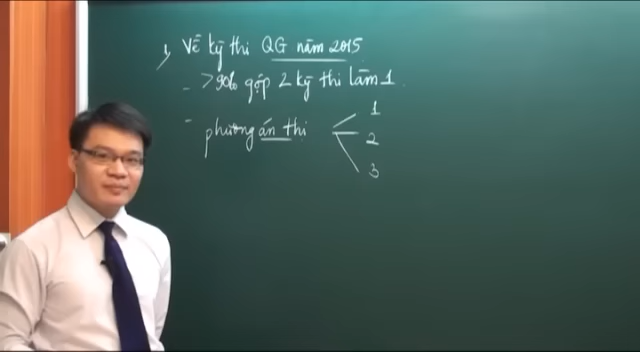 1, Về kỳ thi QG năm 2015
- >90% gộp 2 kỳ thi làm 1
- phương án thi
1
2
3